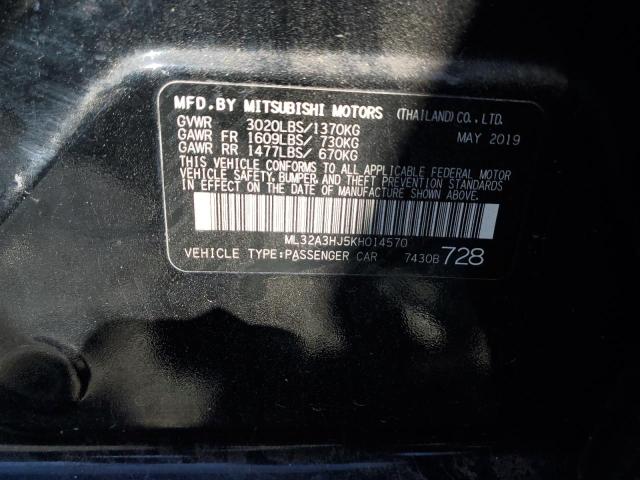 MFD.BY MITSUBISHI MOTORS (THAILAND)CO.,LTD.
GVWR 3020LBS/1370KG MAY 2019
GAWR FR 1609LBS/ 730KG
GAWR RR 1477LBS/ 670KG
THIS VEHICLE CONFORMS TO ALL APPLICABLE FEDERAL MOTOR
VEHICLE SAFETY, BUMPER, AND THEFT PREVENTION STANDARDS
IN EFFECT ON THE DATE OF MANUFACTURE SHOWN ABOVE.
ML32A3HJ5KH014570
VEHICLE TYPE:PASSENGER CAR 7430B 728